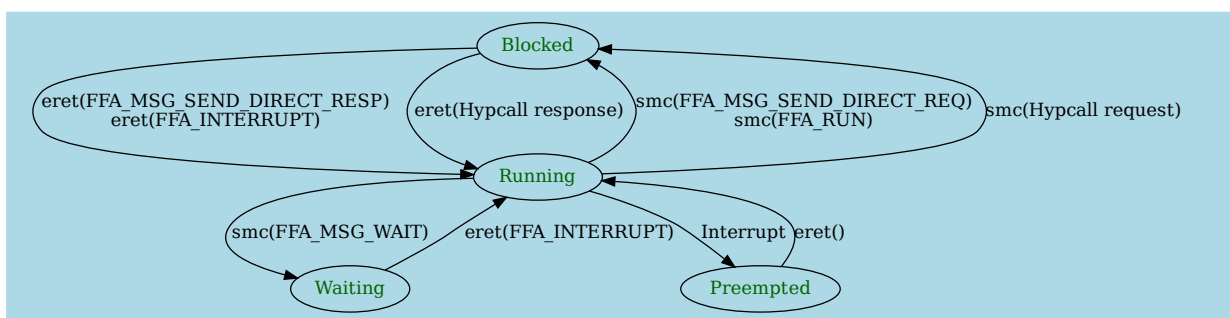 Blocked
eret(FFA_MSG_SEND_DIRECT_RESP)
eret(FFA_INTERRUPT)
eret(Hypcall response)
smc(FFA_MSG_SEND_DIRECT_REQ)
smc(FFA_RUN)
smc(Hypcall request)
Running
smc(FFA_MSG_WAIT)
eret(FFA_INTERRUPT)
Interrupt
eret()
Waiting
Preempted